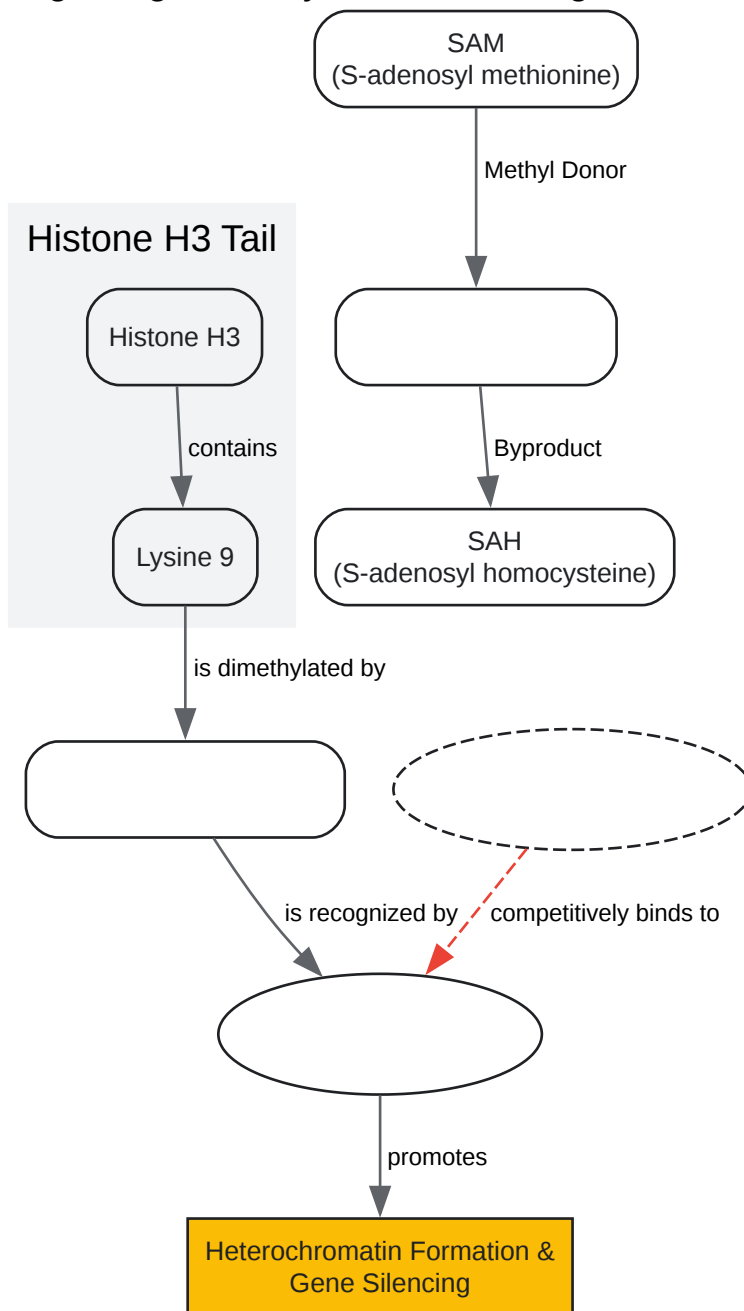 SAM
(S-adenosyl methionine)
Methyl Donor
Histone H3 Tail
Histone H3
contains
Byproduct
Lysine 9
SAH
(S-adenosyl homocysteine)
is dimethylated by
is recognized by
competitively binds to
promotes
Heterochromatin Formation &
Gene Silencing